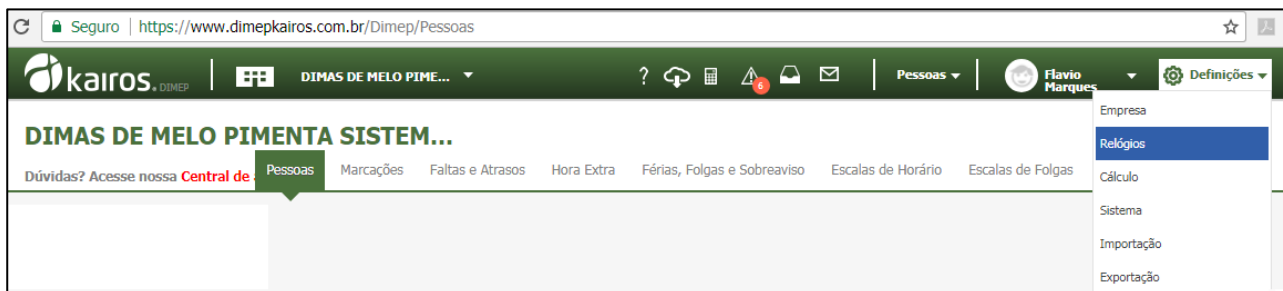 Seguro | https://www.dimepkairos.com.br/Dimep/Pessoas
kairos. DIMEP
DIMAS DE MELO PIME...
?
6
Pessoas
Flavio
Marques
Definições
Empresa
Relógios
Cálculo
Sistema
Importação
Exportação
DIMAS DE MELO PIMENTA SISTEM...
Dúvidas? Acesse nossa Central de
Pessoas Marcações Faltas e Atrasos Hora Extra Férias, Folgas e Sobreaviso Escalas de Horário Escalas de Folgas